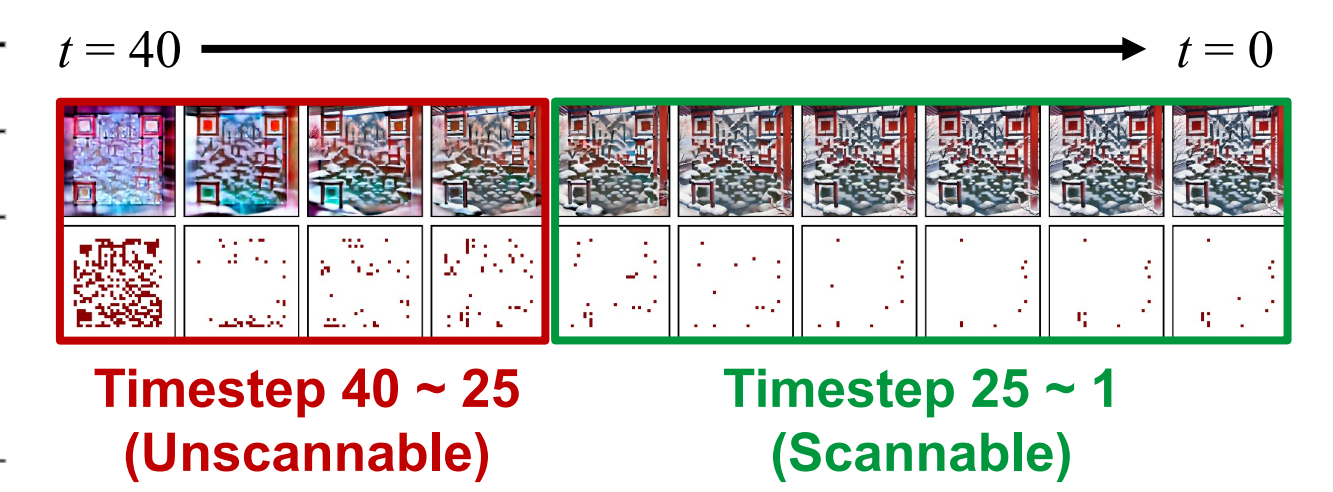 t = 40 t = 0
Timestep 40 ~ 25
(Unscannable)
Timestep 25 ~ 1
(Scannable)